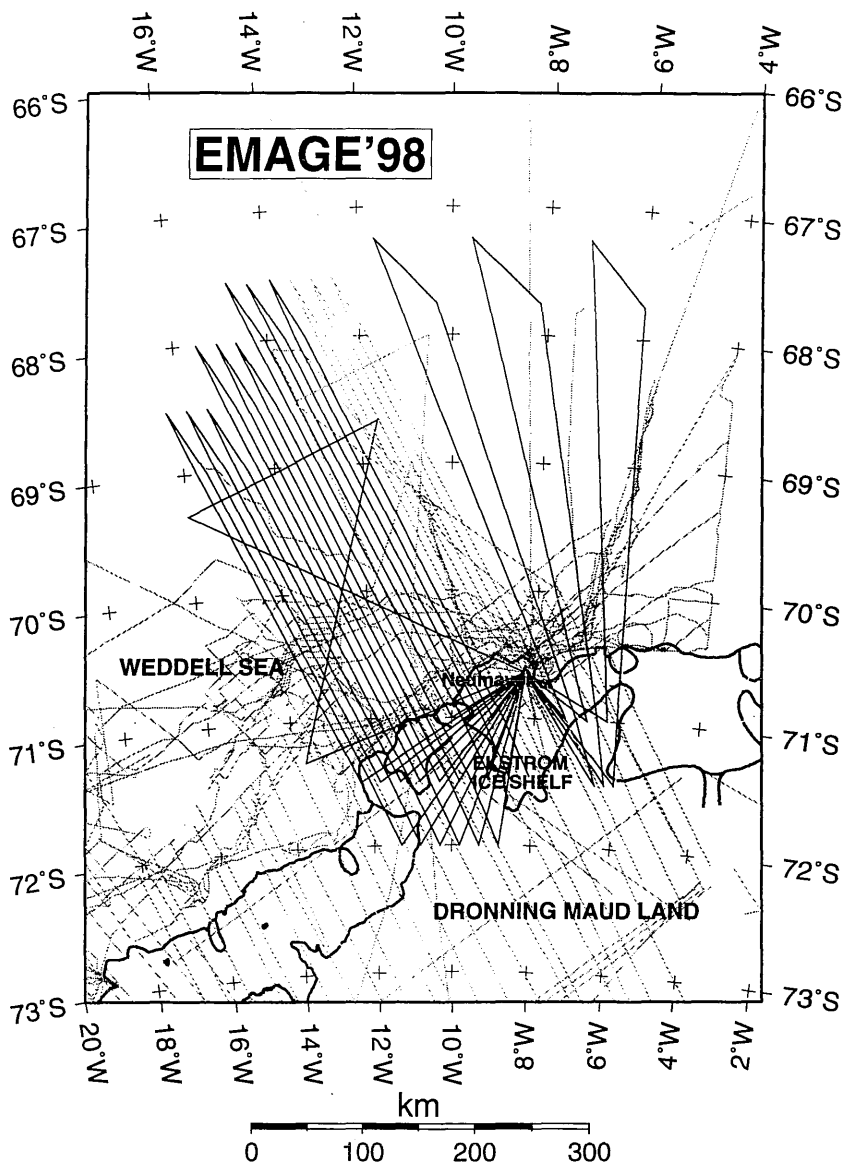 16°W 14°W 12°W 10°W 8°W 6°W 4°W
66°S 66°S
EMAGE'98
67°S 67°S
68°S 68°S
69°S 69°S
70°S 70°S
WEDDELL SEA
71°S 71°S
EKSTROM
ICE SHELF
72°S 72°S
DRONNING MAUD LAND
73°S 73°S
20°W 18°W 16°W 14°W 12°W 10°W 8°W 6°W 4°W 2°W
km
0 100 200 300